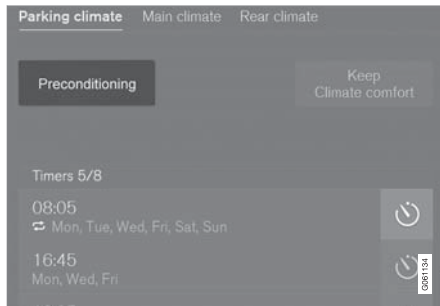 Parking climate Main climate Rear climate
Preconditioning
Keep
Climate comfort
Timers 5/8
08:05
Mon, Tue, Wed, Fri, Sat, Sun
16:45
Mon, Wed, Fri
G061134